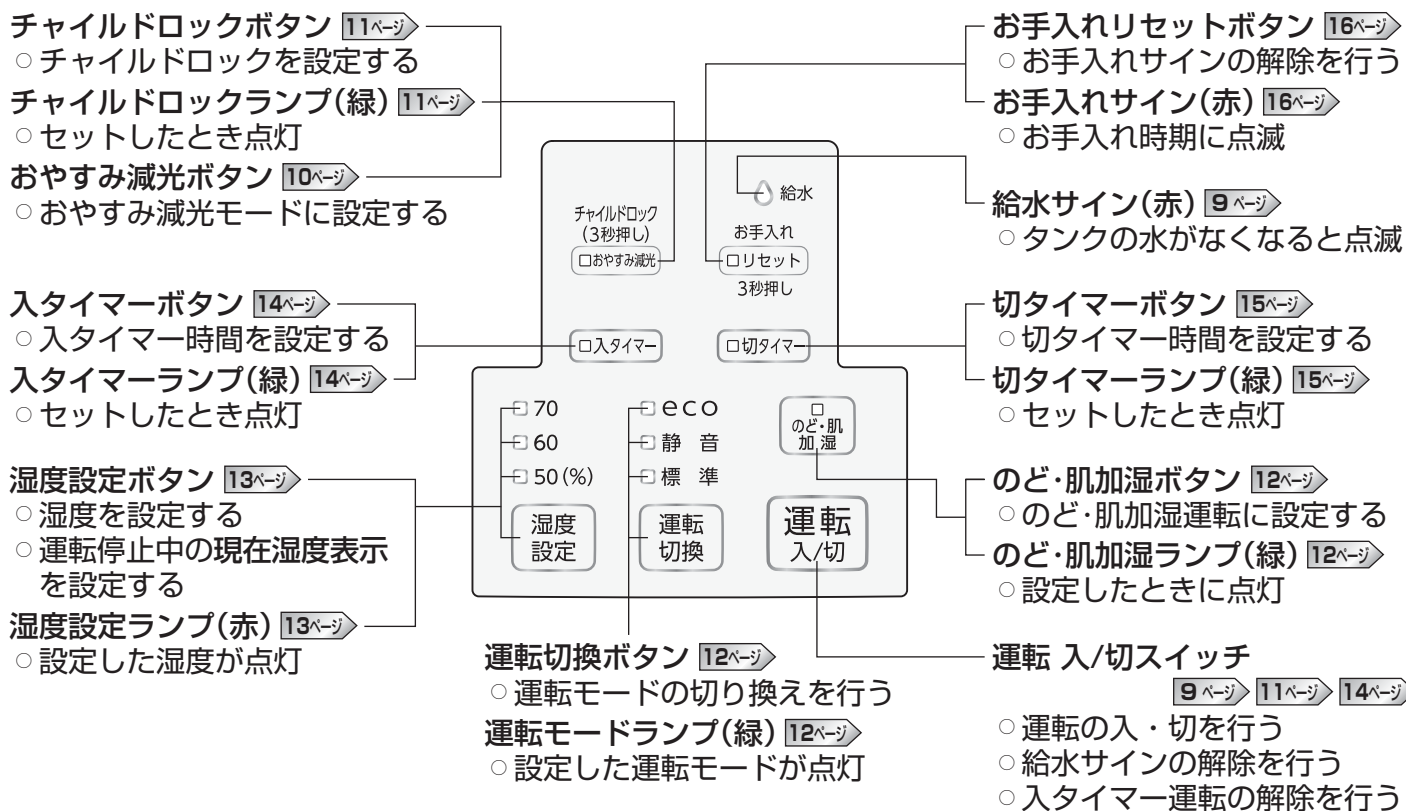 チャイルドロックボタン 11ページ
○チャイルドロックを設定する
チャイルドロックランプ(緑) 11ページ
○セットしたとき点灯
おやすみ減光ボタン 10ページ
○おやすみ減光モードに設定する
入タイマーボタン 14ページ
○入タイマー時間を設定する
入タイマーランプ(緑) 14ページ
○セットしたとき点灯
湿度設定ボタン 13ページ
○湿度を設定する
○運転停止中の現在湿度表示
を設定する
湿度設定ランプ(赤) 13ページ
○設定した湿度が点灯
給水
チャイルドロック
(3秒押し)
おやすみ減光
お手入れ
リセット
3秒押し
入タイマー
切タイマー
70
60
50(%)
湿度
設定
eco
静 音
標 準
運転
切換
のど・肌
加湿
運転
入/切
運転切換ボタン 12ページ
○運転モードの切り換えを行う
運転モードランプ(緑) 12ページ
○設定した運転モードが点灯
お手入れリセットボタン 16ページ
○お手入れサインの解除を行う
お手入れサイン(赤) 16ページ
○お手入れ時期に点滅
給水サイン(赤) 9ページ
○タンクの水がなくなると点滅
切タイマーボタン 15ページ
○切タイマー時間を設定する
切タイマーランプ(緑) 15ページ
○セットしたとき点灯
のど・肌加湿ボタン 12ページ
○のど・肌加湿運転に設定する
のど・肌加湿ランプ(緑) 12ページ
○設定したときに点灯
運転 入/切スイッチ
9ページ 11ページ 14ページ
○運転の入・切を行う
○給水サインの解除を行う
○入タイマー運転の解除を行う